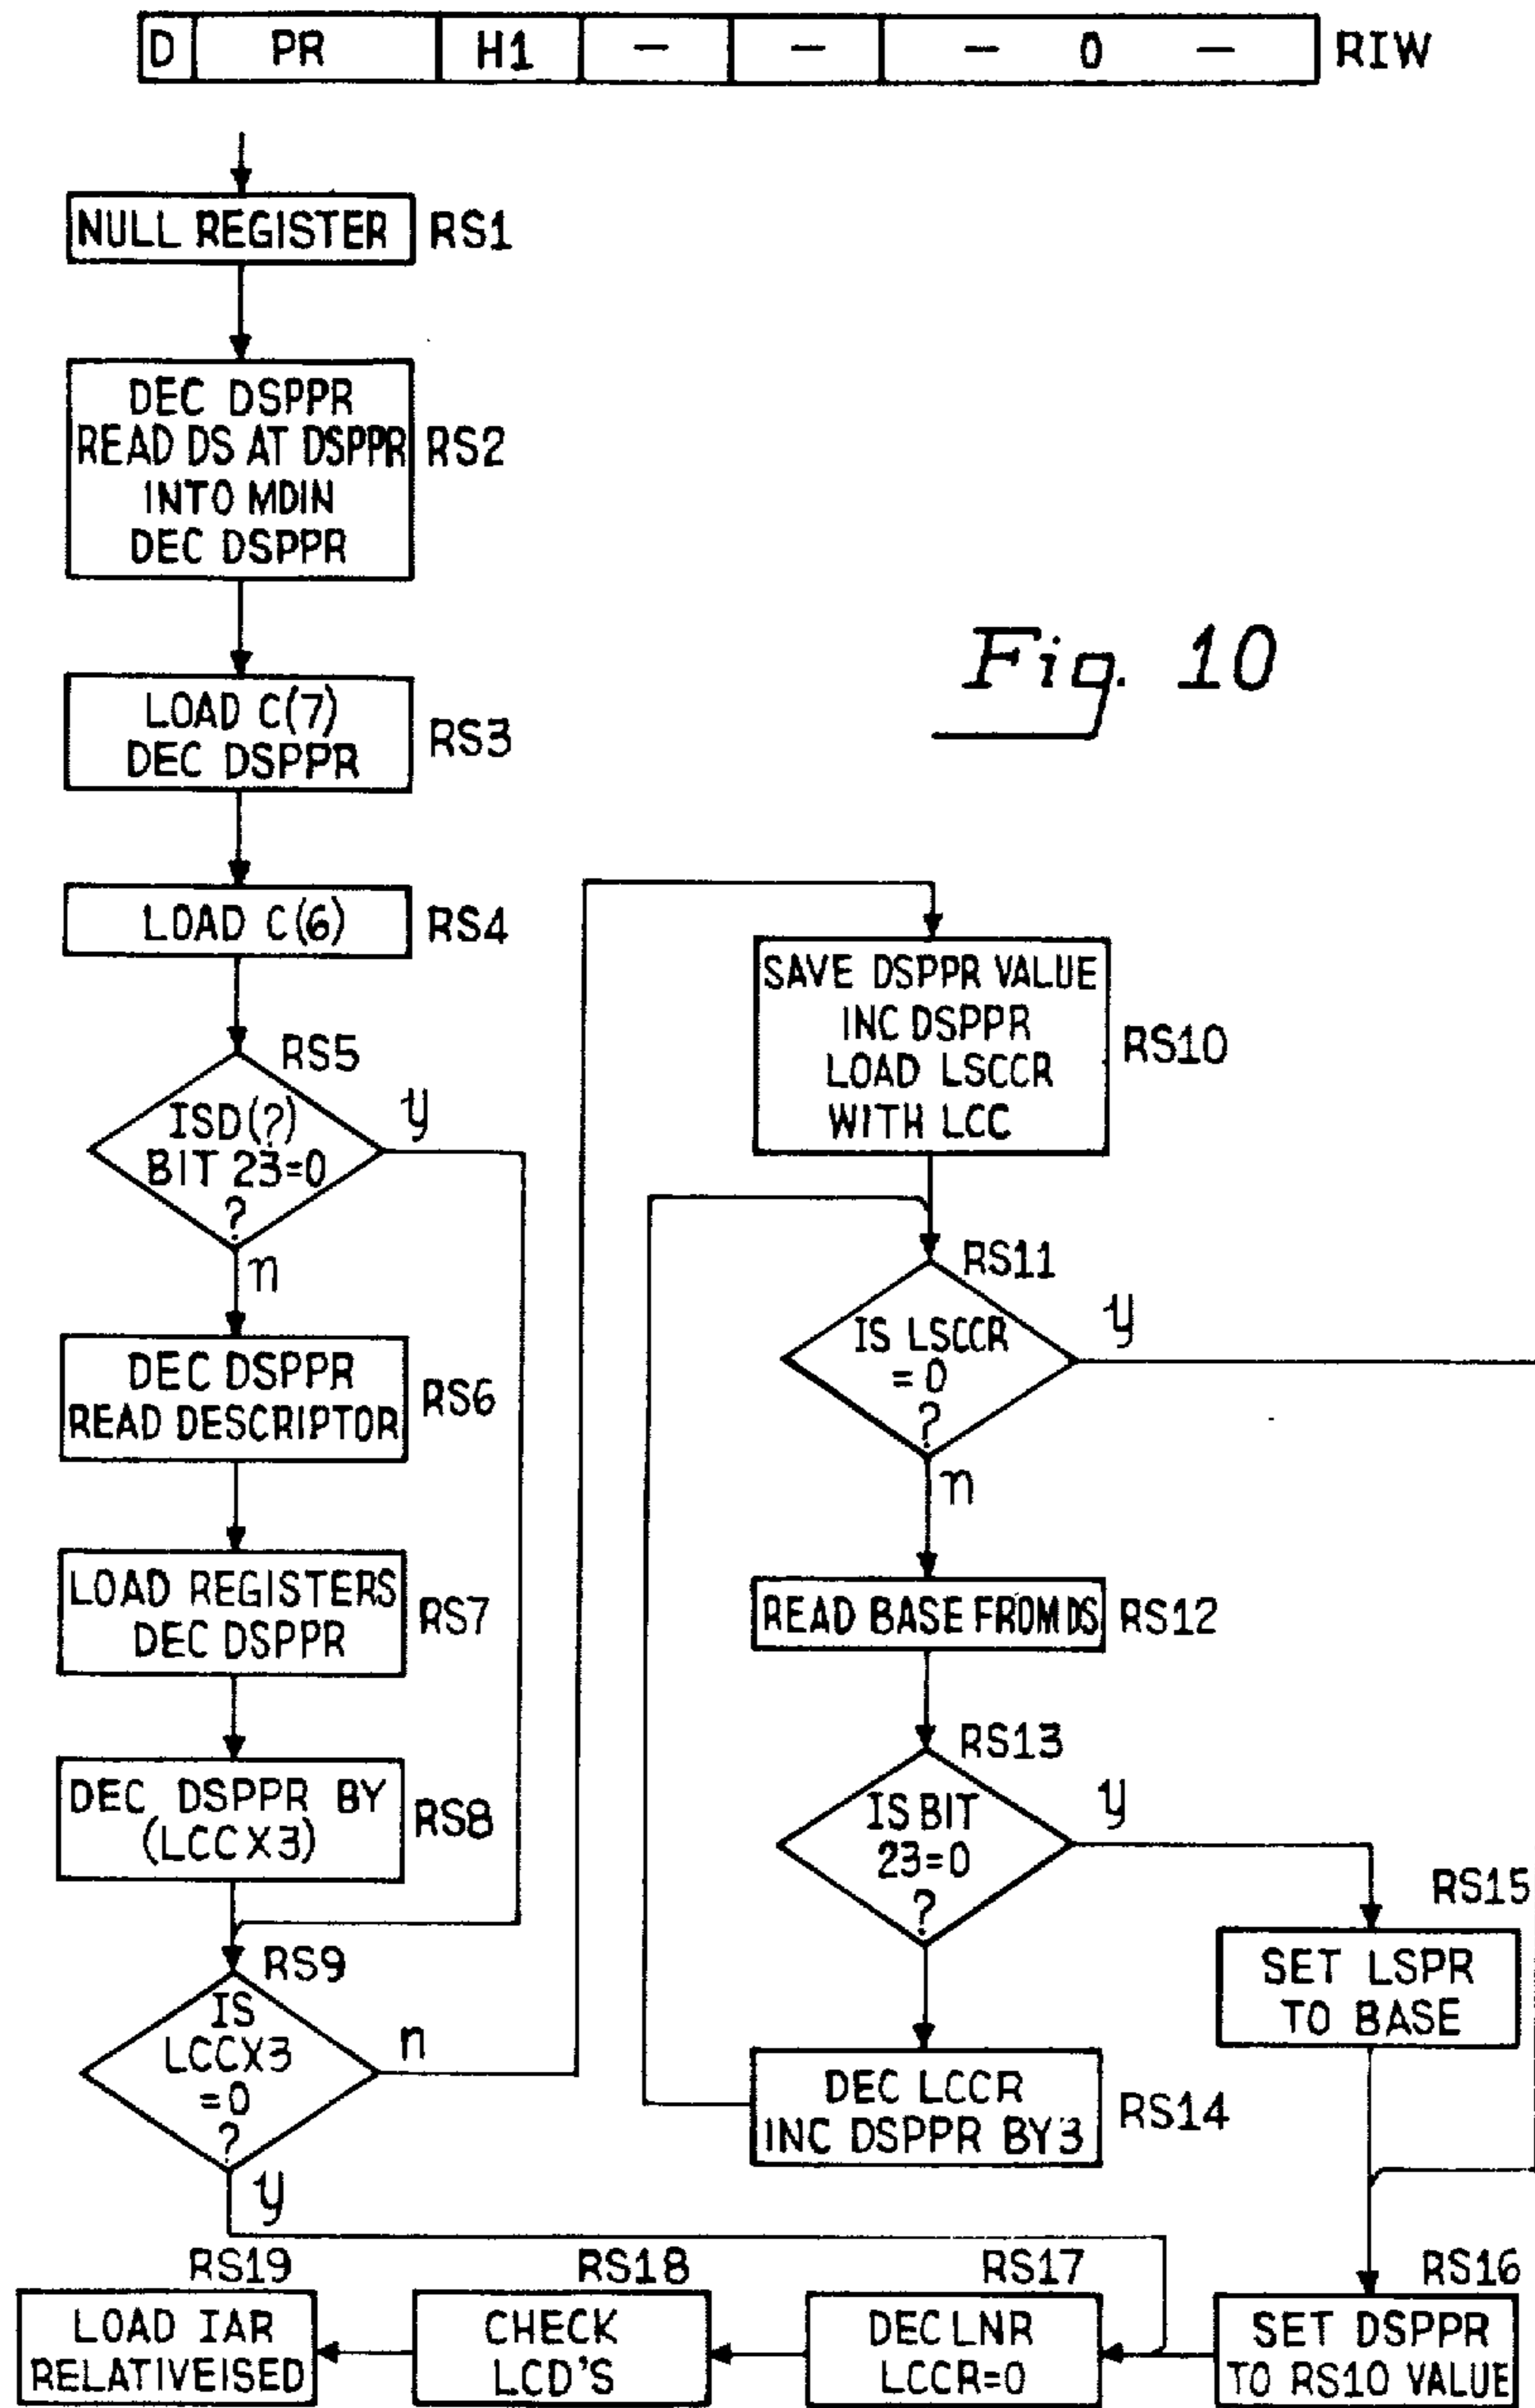 D PR H1 — — — 0 — RIW
NULL REGISTER RS1
DEC DSPPR
READ DS AT DSPPR RS2
INTO MDIN
DEC DSPPR
LOAD C(7)
DEC DSPPR
RS3
Fig. 10
LOAD C(6) RS4
RS5
ISD(?)
BIT 23=0
?
y
n
DEC DSPPR
READ DESCRIPTOR
RS6
LOAD REGISTERS
DEC DSPPR
RS7
DEC DSPPR BY
(LCCX3)
RS8
RS9
IS
LCCX3
=0
?
n
y
SAVE DSPPR VALUE
INC DSPPR
LOAD LSCCR
WITH LCC
RS10
RS11
IS LSCCR
=0
?
y
n
READ BASE FROM DS RS12
RS13
IS BIT
23=0
?
y
DEC LCCR
INC DSPPR BY 3
RS14
RS15
SET LSPR
TO BASE
RS16
SET DSPPR
TO RS10 VALUE
RS17
DEC LNR
LCCR=0
RS18
CHECK
LCD'S
RS19
LOAD IAR
RELATIVEISED